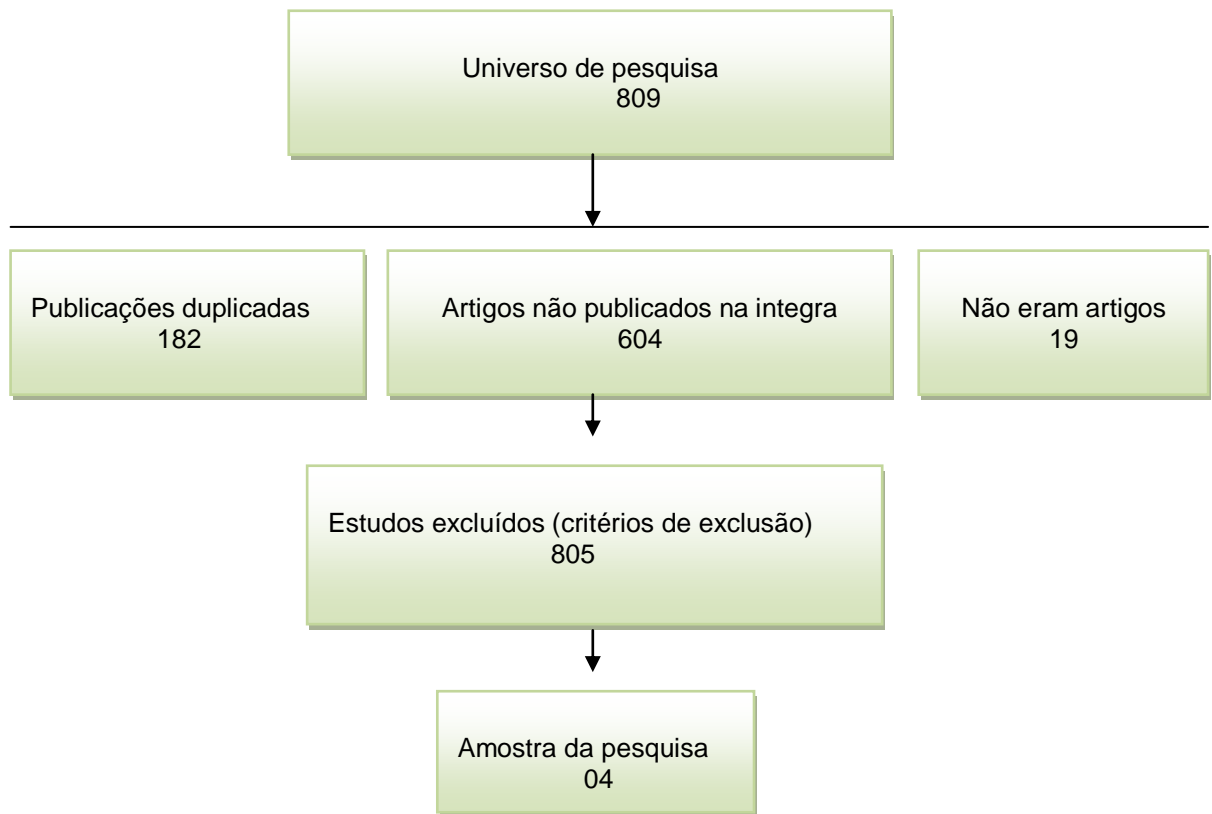 Universo de pesquisa
809
Publicações duplicadas
182
Artigos não publicados na integra
604
Não eram artigos
19
Estudos excluídos (critérios de exclusão)
805
Amostra da pesquisa
04